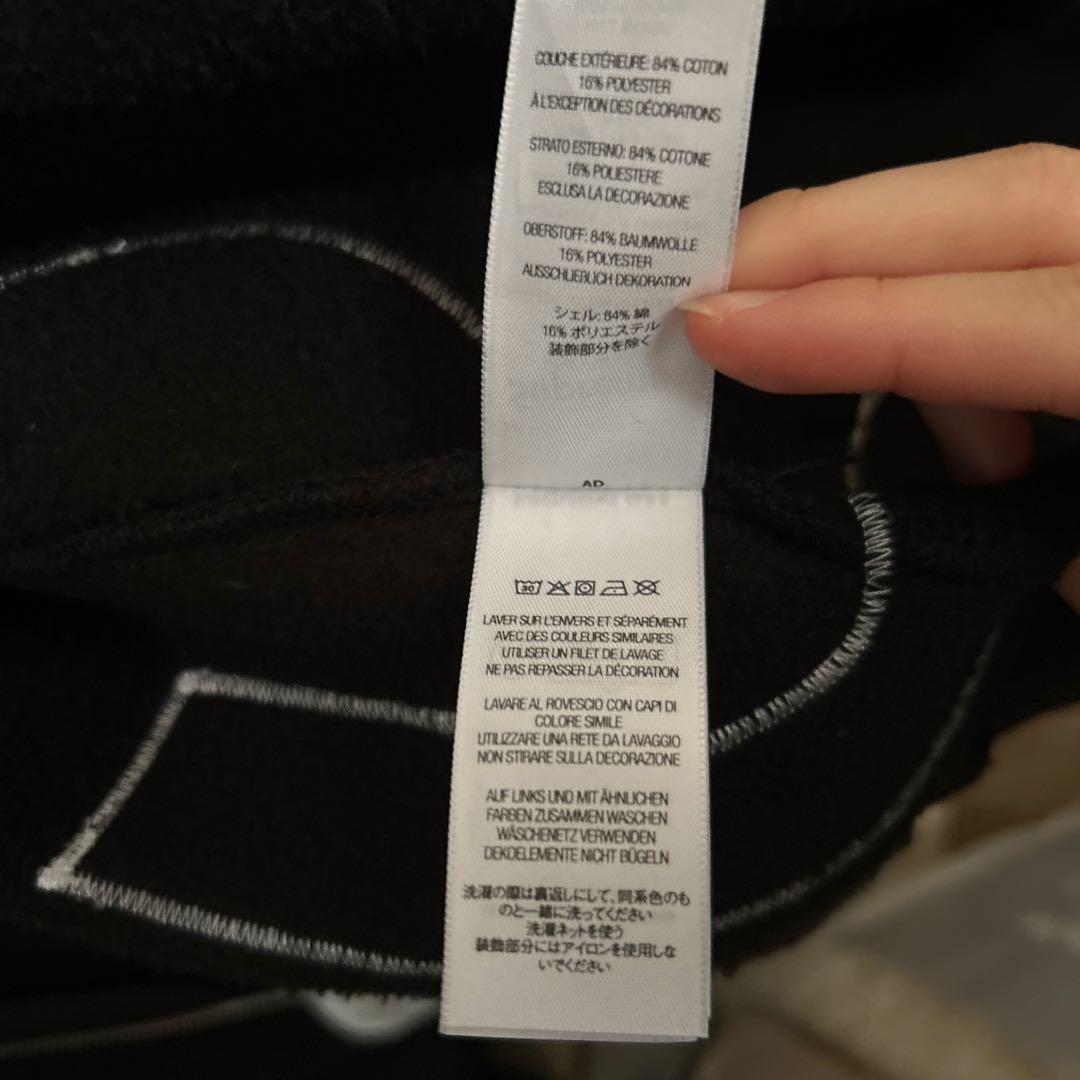 COUCHE EXTÉRIEURE: 84% COTON
16% POLYESTER
À L'EXCEPTION DES DÉCORATIONS
STRATO ESTERNO: 84% COTONE
16% POLIESTERE
ESCLUSA LA DECORAZIONE
OBERSTOFF: 84% BAUMWOLLE
16% POLYESTER
AUSSCHLIEBLICH DEKORATION
シェル: 84% 綿
16% ポリエステル
装飾部分を除く
AD
30
LAVER SUR L'ENVERS ET SÉPARÉMENT
AVEC DES COULEURS SIMILAIRES
UTILISER UN FILET DE LAVAGE
NE PAS REPASSER LA DÉCORATION
LAVARE AL ROVESCIO CON CAPI DI
COLORE SIMILE
UTILIZZARE UNA RETE DA LAVAGGIO
NON STIRARE SULLA DECORAZIONE
AUF LINKS UND MIT ÄHNLICHEN
FARBEN ZUSAMMEN WASCHEN
WÄSCHENETZ VERWENDEN
DEKOELEMENTE NICHT BÜGELN
洗濯の際は裏返しにして、同系色のも
のと一緒に洗ってください
洗濯ネットを使う
装飾部分にはアイロンを使用しな
いでください